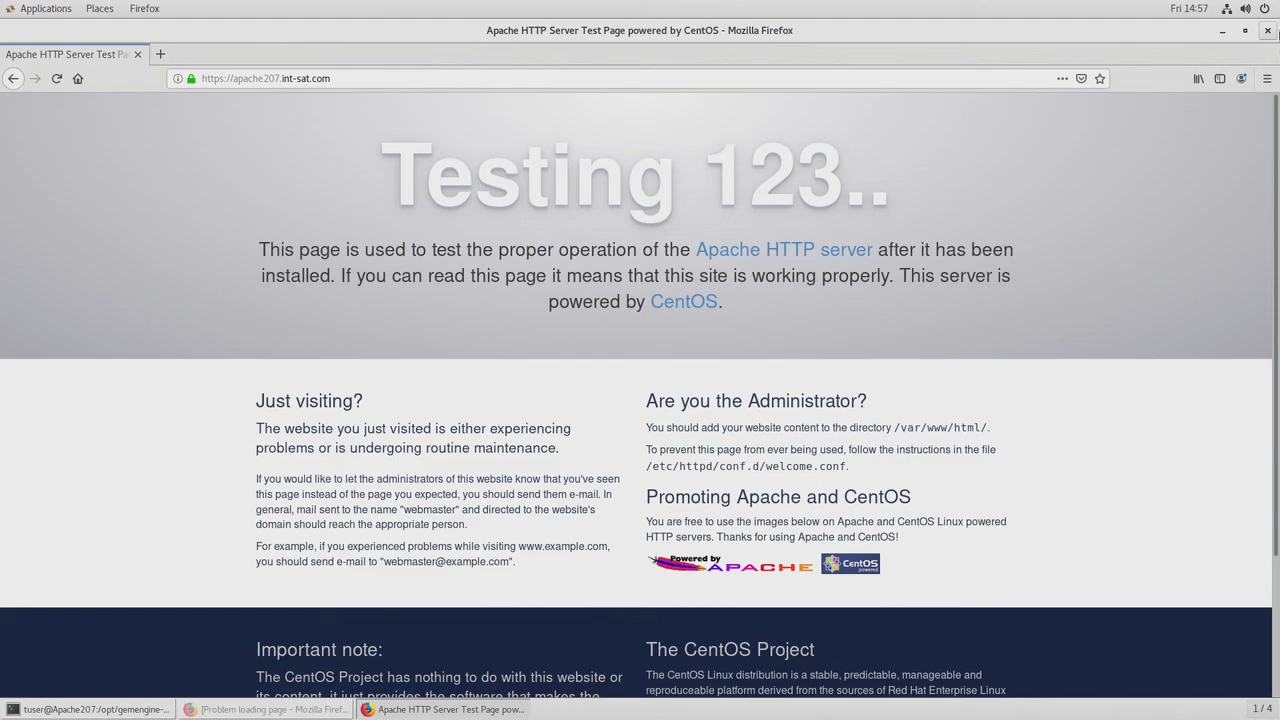 Applications Places Firefox Fri 14:57
Apache HTTP Server Test Page powered by CentOS - Mozilla Firefox
Apache HTTP Server Test Pa
https://apache207.int-sat.com
Testing 123..
This page is used to test the proper operation of the Apache HTTP server after it has been
installed. If you can read this page it means that this site is working properly. This server is
powered by CentOS.
Just visiting?
The website you just visited is either experiencing
problems or is undergoing routine maintenance.
If you would like to let the administrators of this website know that you've seen
this page instead of the page you expected, you should send them e-mail. In
general, mail sent to the name "webmaster" and directed to the website's
domain should reach the appropriate person.
For example, if you experienced problems while visiting www.example.com,
you should send e-mail to "webmaster@example.com".
Are you the Administrator?
You should add your website content to the directory /var/www/html/.
To prevent this page from ever being used, follow the instructions in the file
/etc/httpd/conf.d/welcome.conf.
Promoting Apache and CentOS
You are free to use the images below on Apache and CentOS Linux powered
HTTP servers. Thanks for using Apache and CentOS!
Powered by
APACHE
CentOS
powered
Important note:
The CentOS Project has nothing to do with this website or
its content, it just provides the software that makes the
The CentOS Project
The CentOS Linux distribution is a stable, predictable, manageable and
reproduceable platform derived from the sources of Red Hat Enterprise Linux
tuser@Apache207:/opt/gemengine-... [Problem loading page - Mozilla Firef... Apache HTTP Server Test Page pow... 1 / 4